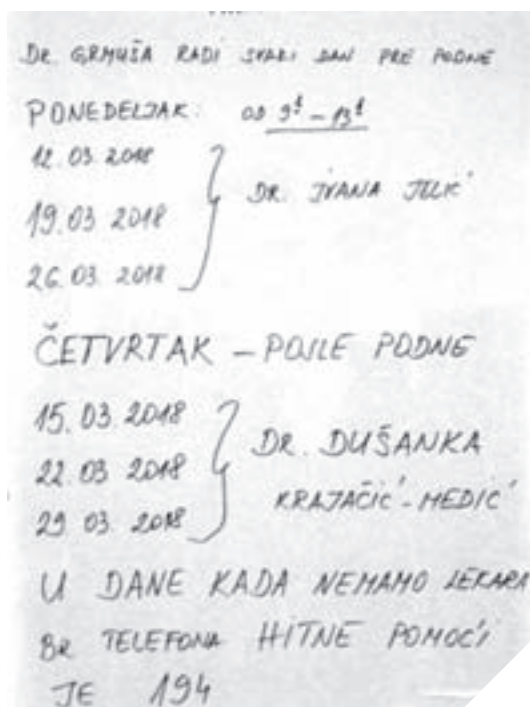 DR. GRMUŠA RADI SVAKI DAN PRE PODNE
PONEDELJAK: OD 9h - 13h
12.03.2018
19.03 2018
26.03.2018
DR. IVANA JELIĆ
ČETVRTAK – POSLE PODNE
15.03.2018
22.03 2018
29 03. 2018
DR. DUŠANKA
KRAJAČIĆ-MEDIĆ
U DANE KADA NEMAMO LEKARA
BR TELEFONA HITNE POMOĆI
JE 194